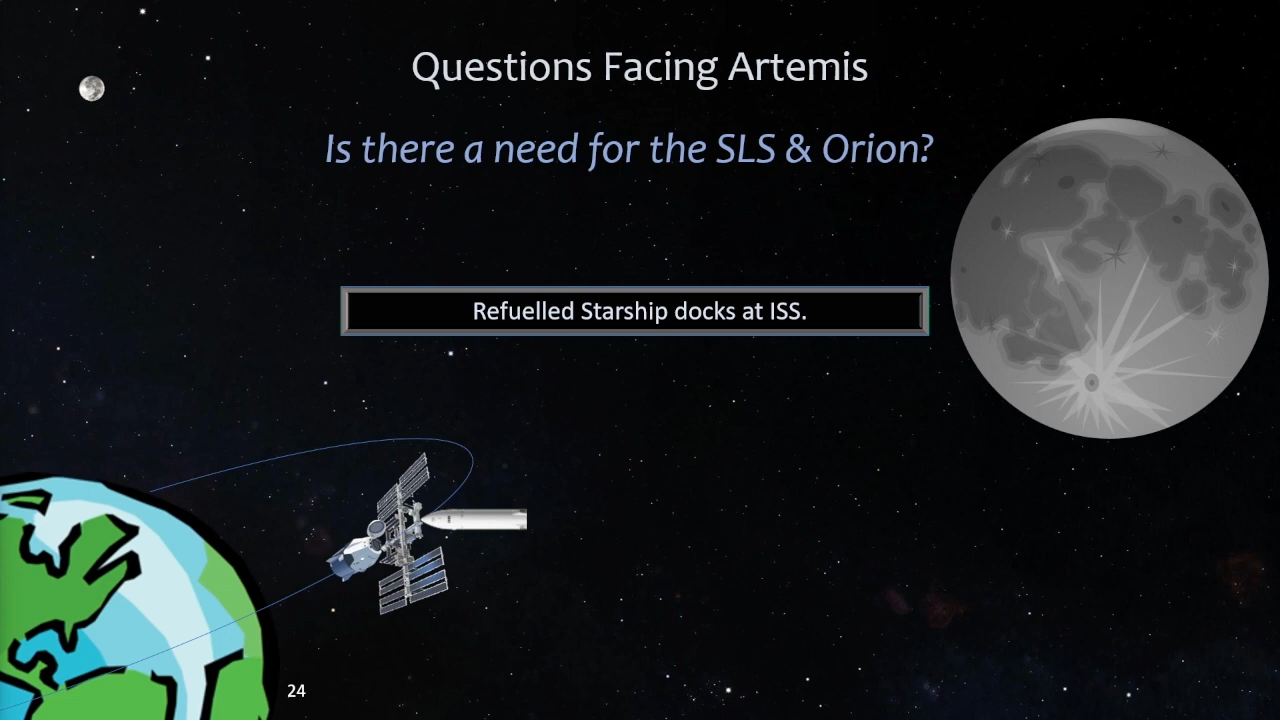 Questions Facing Artemis
Is there a need for the SLS & Orion?
Refuelled Starship docks at ISS.
24